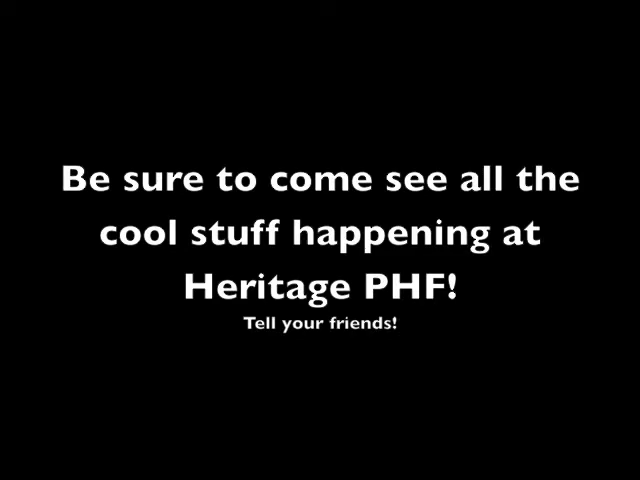 Be sure to come see all the
cool stuff happening at
Heritage PHF!
Tell your friends!